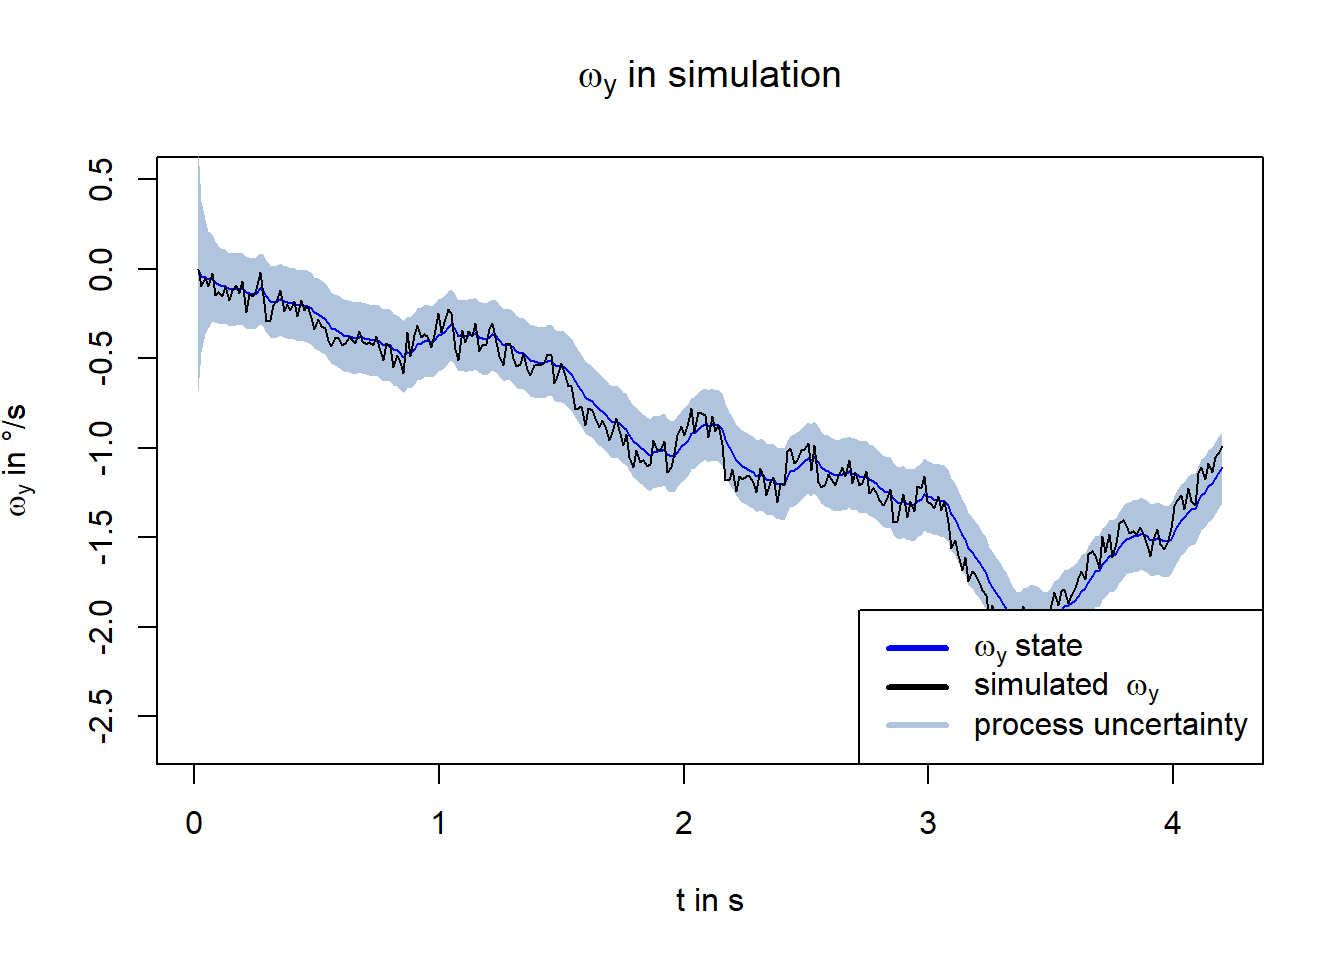 ωy in simulation
ωy in °/s
0.5
0.0
-0.5
-1.0
-1.5
-2.0
-2.5
0 1 2 3 4
t in s
ωy state
simulated ωy
process uncertainty